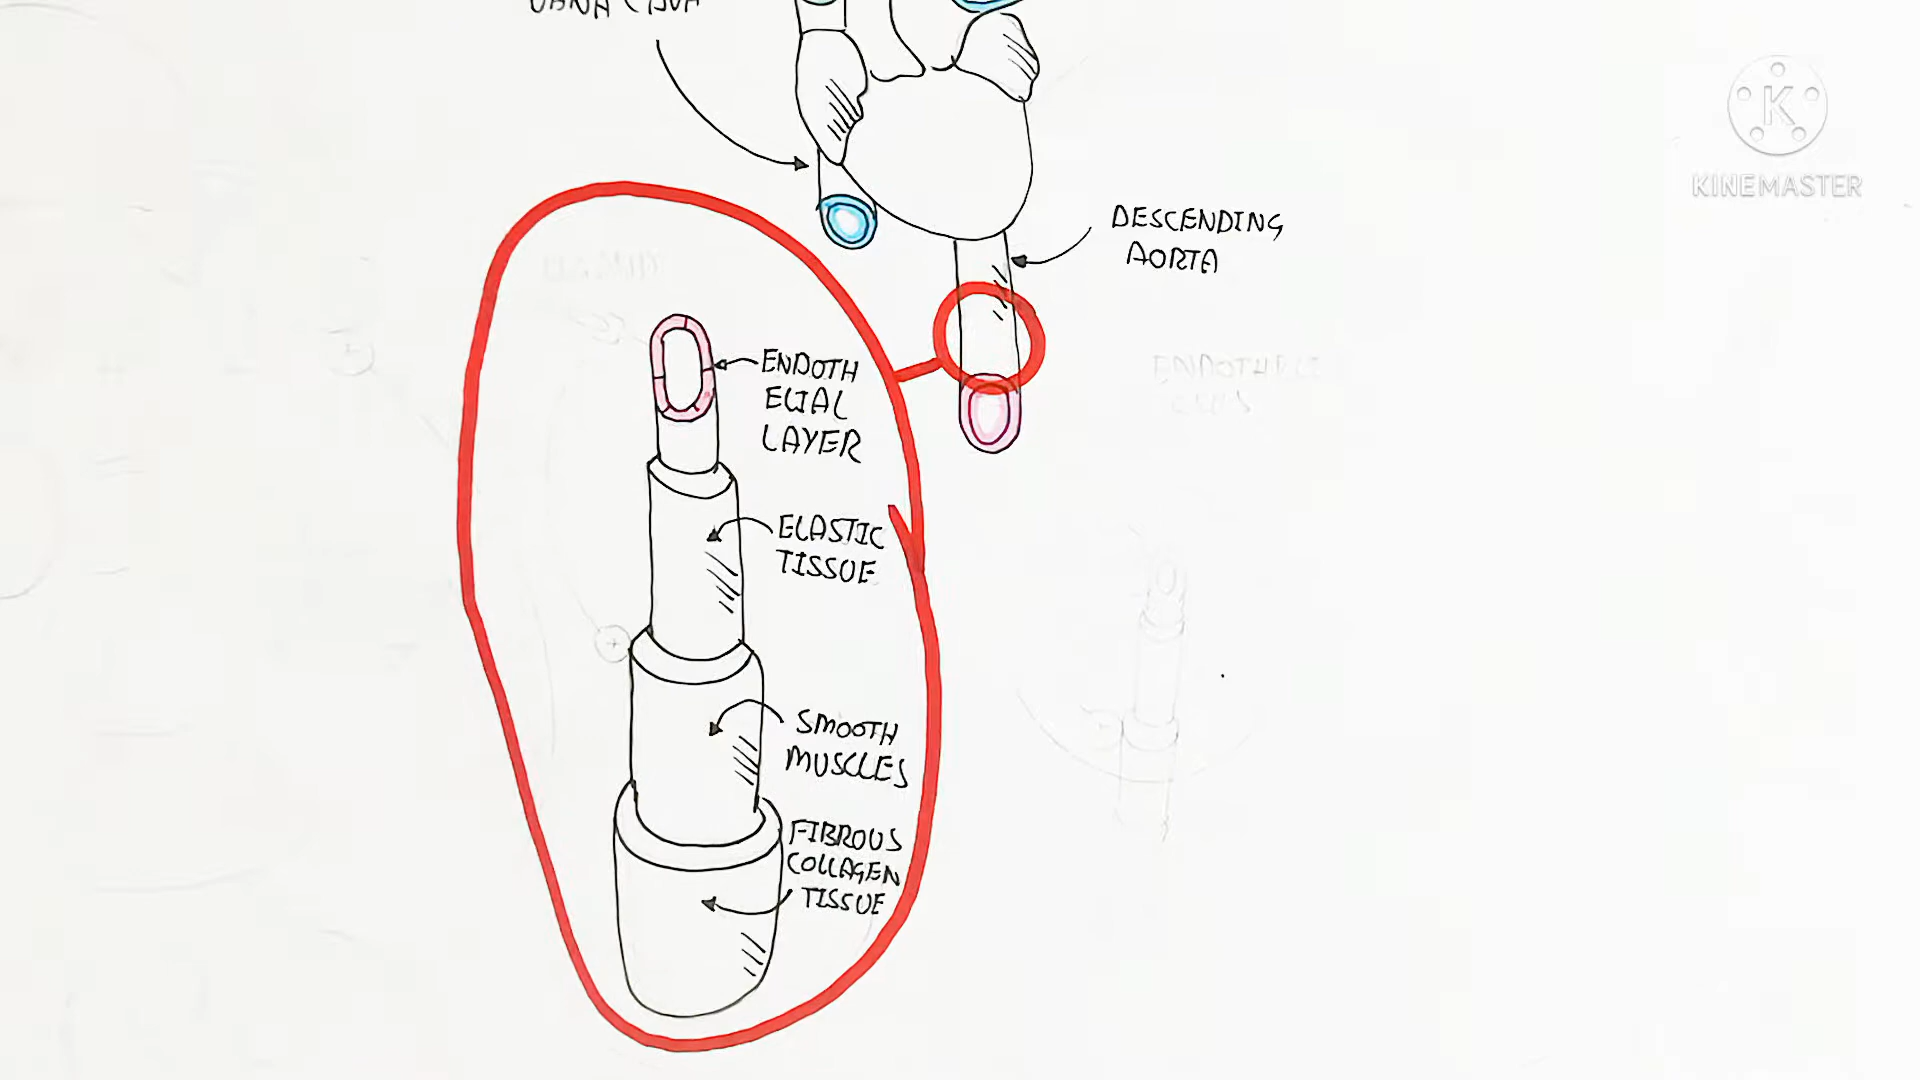 DESCENDING
AORTA
ENDOTH
ELIAL
LAYER
ELASTIC
TISSUE
SMOOTH
MUSCLES
FIBROUS
COLLAGEN
TISSUE
K
KINEMASTER